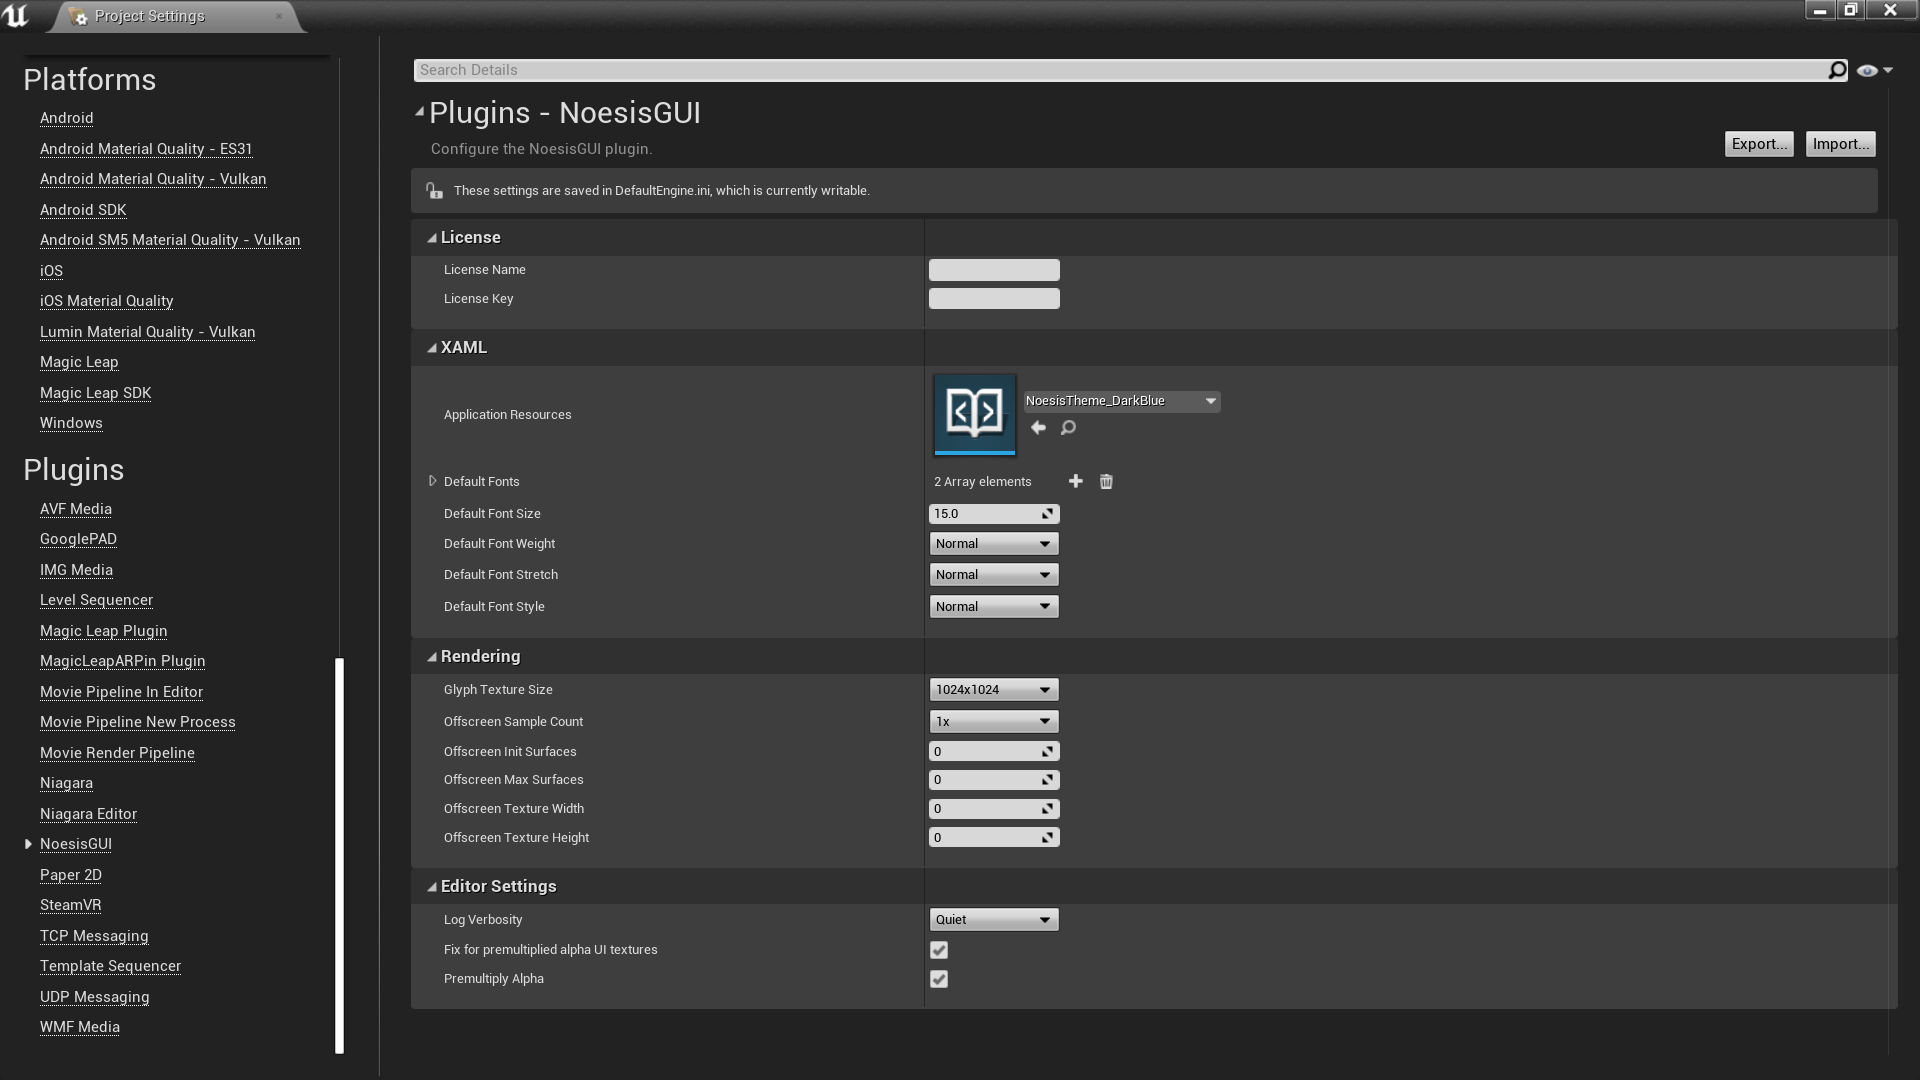 Project Settings
Platforms
Android
Android Material Quality - ES31
Android Material Quality - Vulkan
Android SDK
Android SM5 Material Quality - Vulkan
iOS
iOS Material Quality
Lumin Material Quality - Vulkan
Magic Leap
Magic Leap SDK
Windows
Plugins
AVF Media
GooglePAD
IMG Media
Level Sequencer
Magic Leap Plugin
MagicLeapARPin Plugin
Movie Pipeline In Editor
Movie Pipeline New Process
Movie Render Pipeline
Niagara
Niagara Editor
NoesisGUI
Paper 2D
SteamVR
TCP Messaging
Template Sequencer
UDP Messaging
WMF Media
Search Details
Plugins - NoesisGUI
Configure the NoesisGUI plugin.
Export... Import...
These settings are saved in DefaultEngine.ini, which is currently writable.
License
License Name
License Key
XAML
Application Resources NoesisTheme_DarkBlue
Default Fonts 2 Array elements
Default Font Size 15.0
Default Font Weight Normal
Default Font Stretch Normal
Default Font Style Normal
Rendering
Glyph Texture Size 1024x1024
Offscreen Sample Count 1x
Offscreen Init Surfaces 0
Offscreen Max Surfaces 0
Offscreen Texture Width 0
Offscreen Texture Height 0
Editor Settings
Log Verbosity Quiet
Fix for premultiplied alpha UI textures
Premultiply Alpha